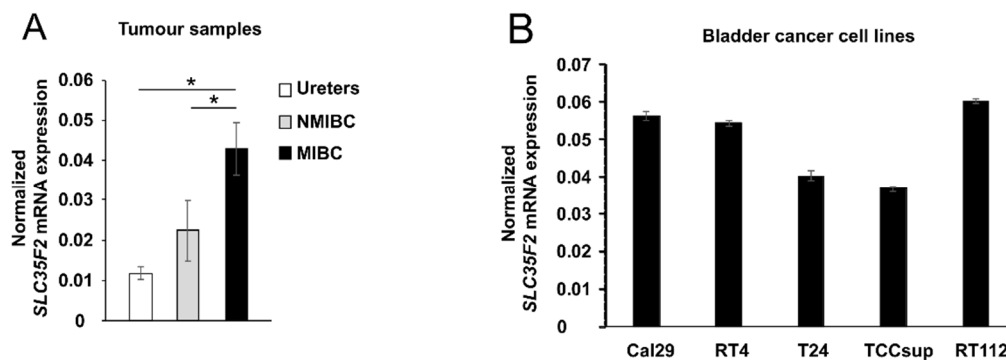 A
Tumour samples
Normalized
SLC35F2 mRNA expression
0.06
0.05
0.04
0.03
0.02
0.01
0
*
*
Ureters
NMIBC
MIBC
B
Bladder cancer cell lines
Normalized
SLC35F2 mRNA expression
0.07
0.06
0.05
0.04
0.03
0.02
0.01
0
Cal29 RT4 T24 TCCsup RT112